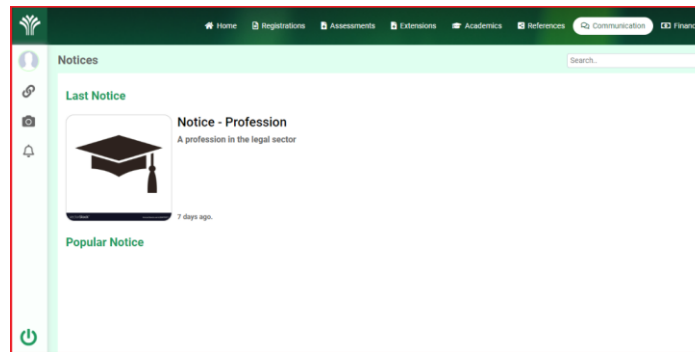 Home Registrations Assessments Extensions Academics References Communication Financ
Notices
Search..
Last Notice
Notice - Profession
A profession in the legal sector
7 days ago.
Popular Notice